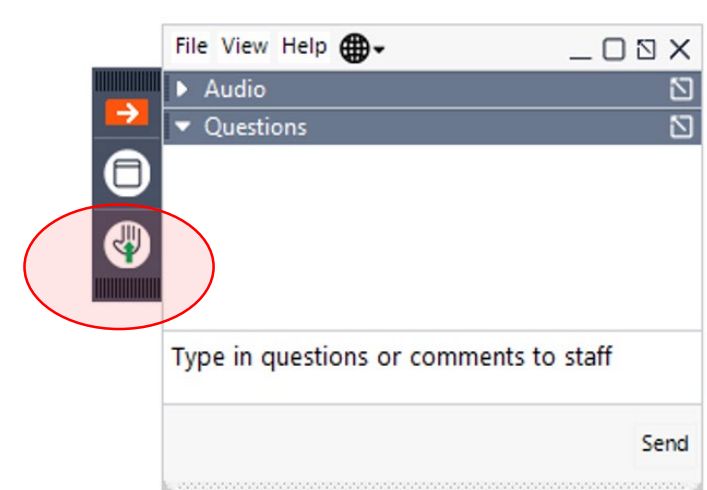 File View Help
Audio
Questions
Type in questions or comments to staff
Send